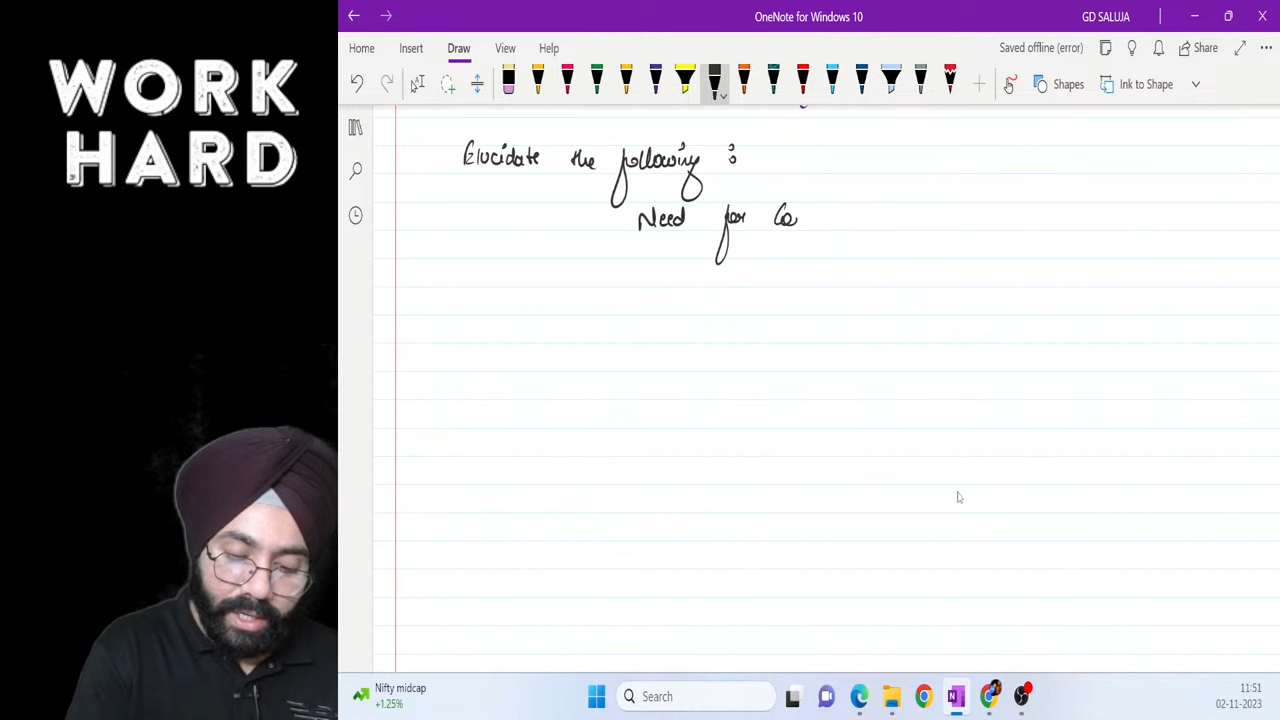 WORK
HARD
OneNote for Windows 10
GD SALUJA
Home Insert Draw View Help
Saved offline (error)
Share
Shapes
Ink to Shape
Elucidate the following :
Need for Co
Nifty midcap
+1.25%
Search
11:51
02-11-2023